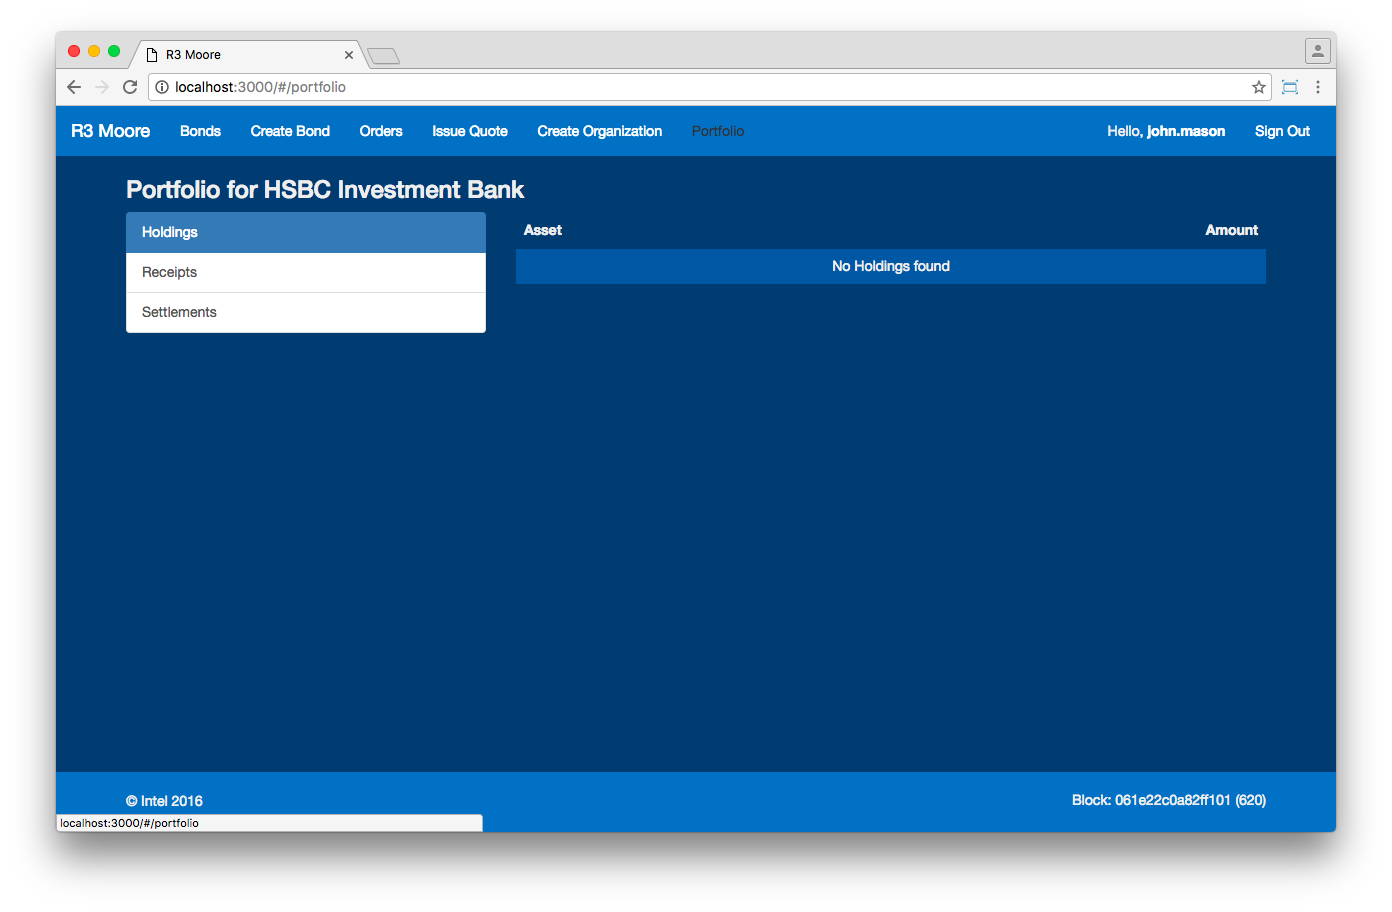 R3 Moore
localhost:3000/#/portfolio
R3 Moore Bonds Create Bond Orders Issue Quote Create Organization Portfolio Hello, john.mason Sign Out
Portfolio for HSBC Investment Bank
Holdings
Receipts
Settlements
Asset Amount
No Holdings found
© Intel 2016 Block: 061e22c0a82ff101 (620)
localhost:3000/#/portfolio